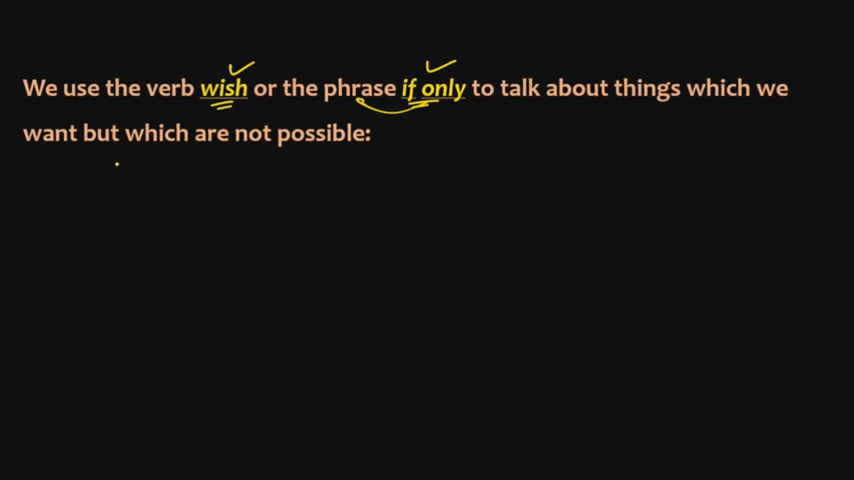 We use the verb wish or the phrase if only to talk about things which we
want but which are not possible: